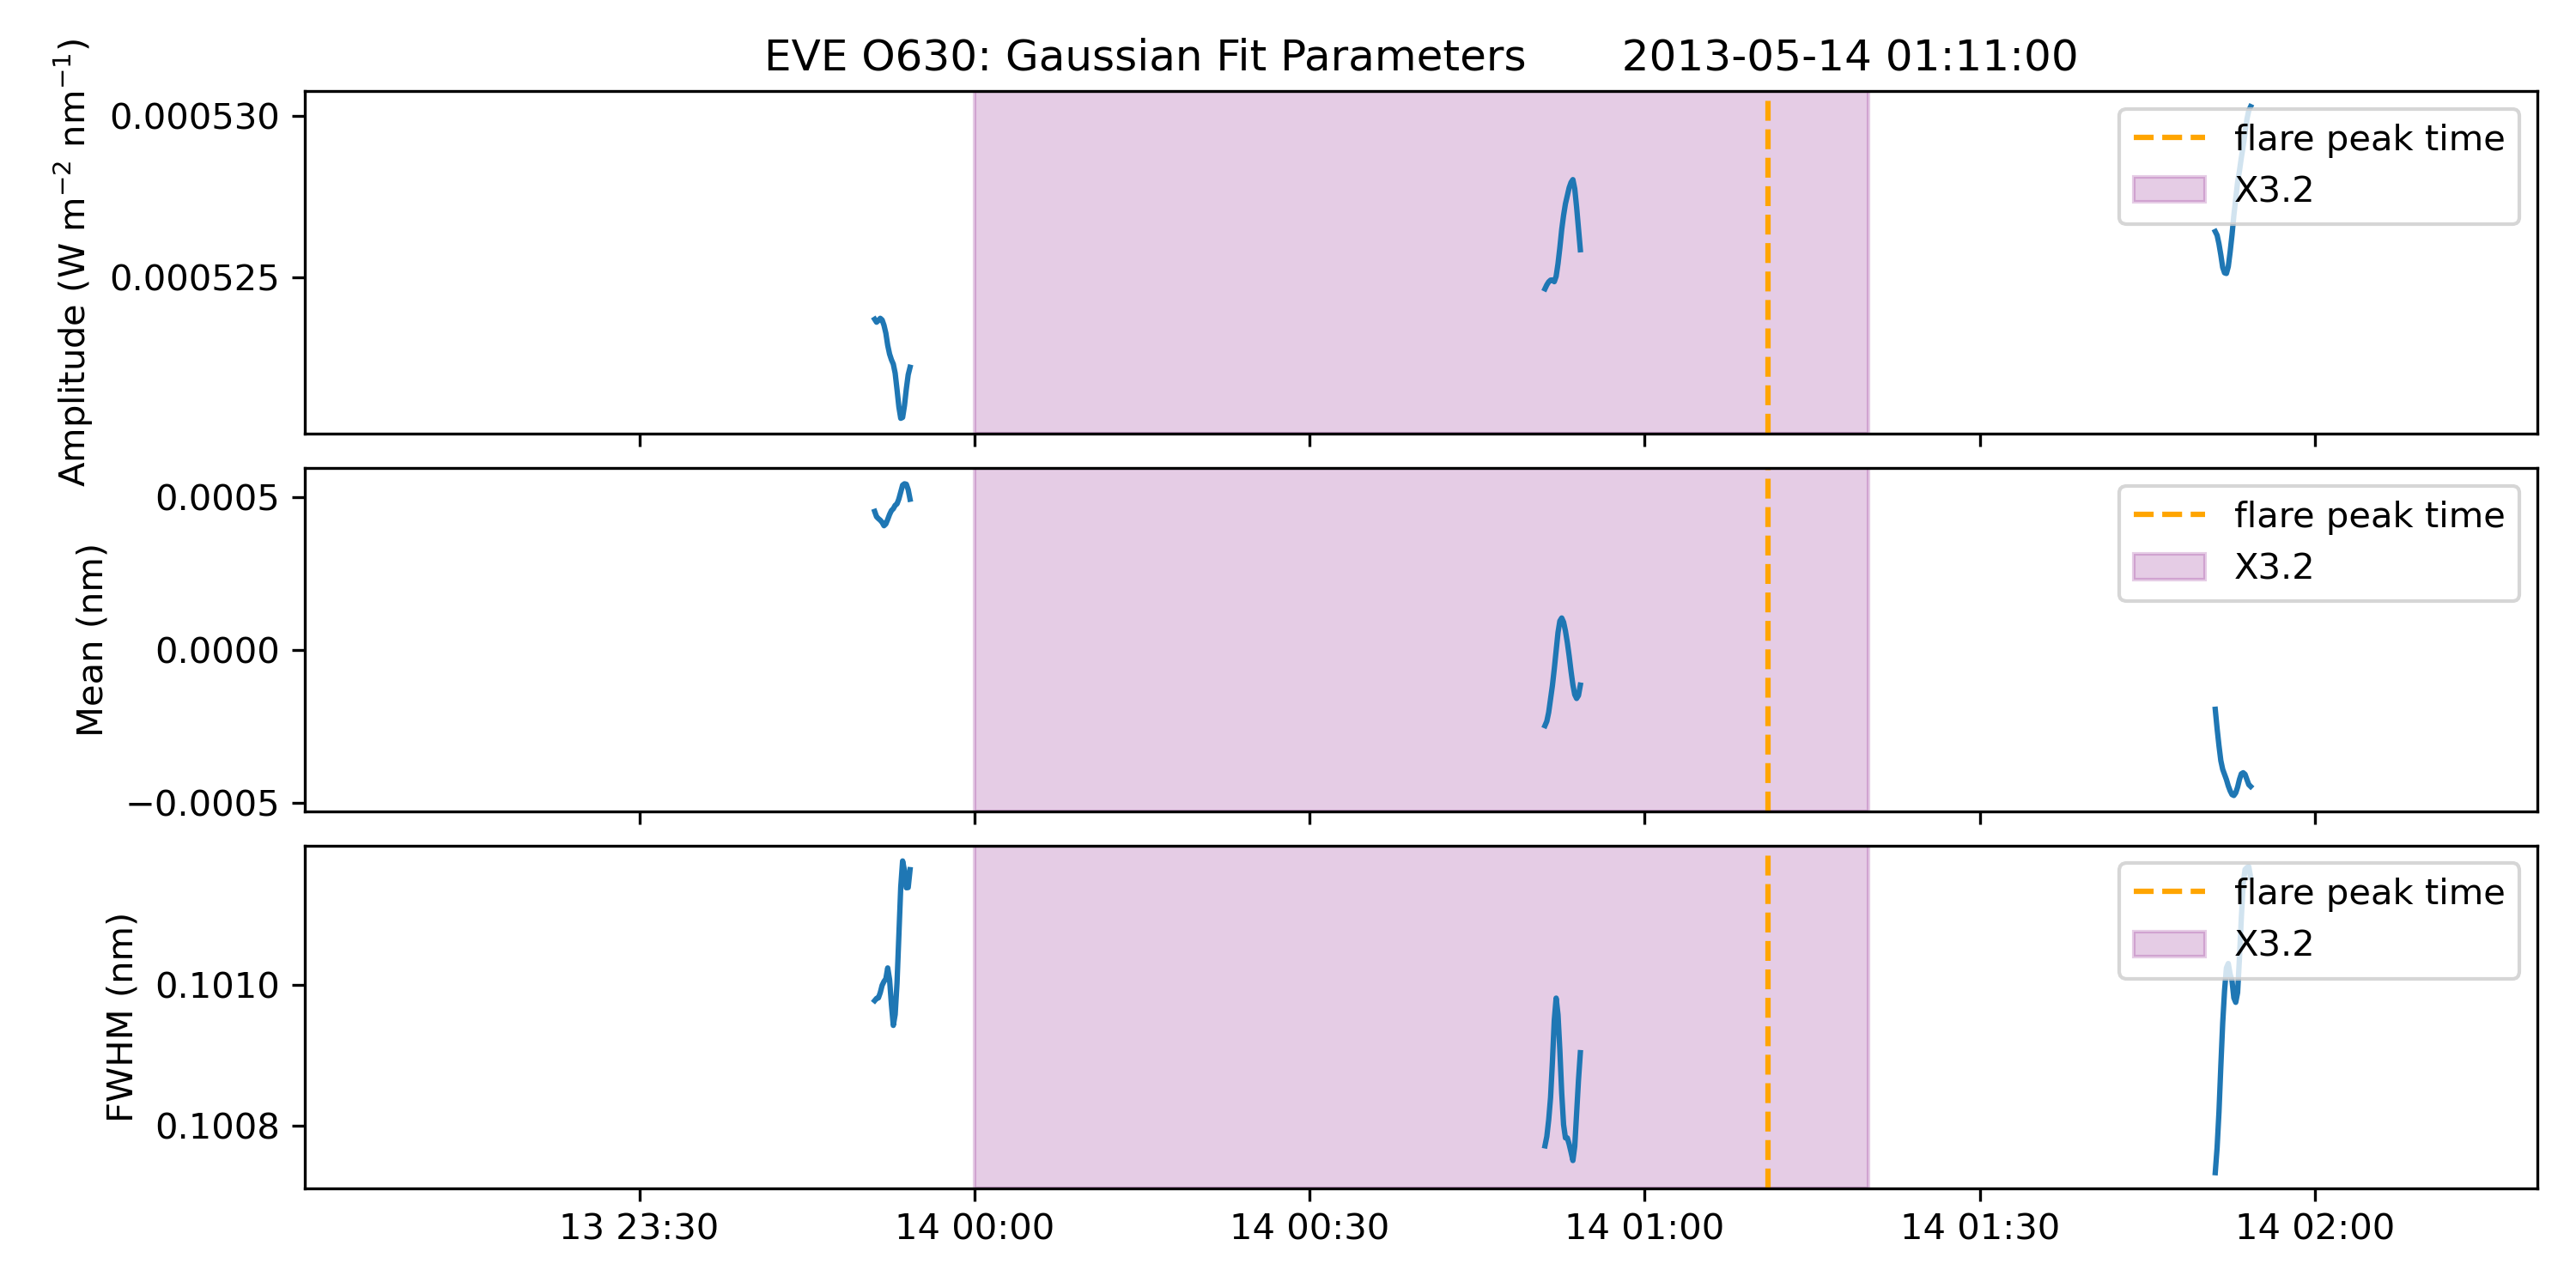 EVE O630: Gaussian Fit Parameters 2013-05-14 01:11:00
Amplitude (W m⁻² nm⁻¹)
0.000530
0.000525
flare peak time
X3.2
Mean (nm)
0.0005
0.0000
−0.0005
flare peak time
X3.2
FWHM (nm)
0.1010
0.1008
flare peak time
X3.2
13 23:30 14 00:00 14 00:30 14 01:00 14 01:30 14 02:00